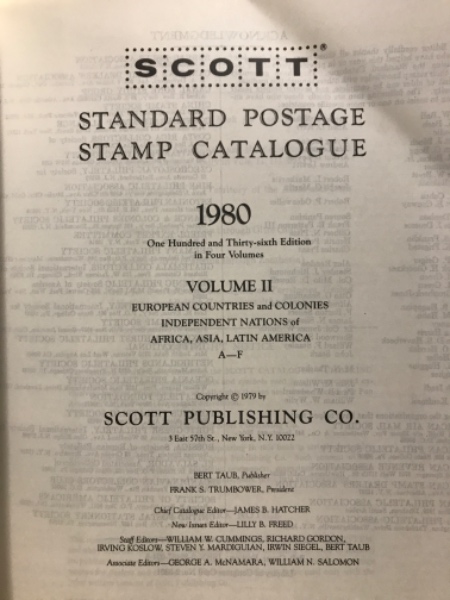 SCOTT®
STANDARD POSTAGE
STAMP CATALOGUE
1980
One Hundred and Thirty-sixth Edition
in Four Volumes
VOLUME II
EUROPEAN COUNTRIES and COLONIES
INDEPENDENT NATIONS of
AFRICA, ASIA, LATIN AMERICA
A—F
Copyright © 1979 by
SCOTT PUBLISHING CO.
3 East 57th St., New York, N.Y. 10022
BERT TAUB, Publisher
FRANK S. TRUMBOWER, President
Chief Catalogue Editor—JAMES B. HATCHER
New Issues Editor—LILLY B. FREED
Staff Editors—WILLIAM W. CUMMINGS, RICHARD GORDON,
IRVING KOSLOW, STEVEN Y. MARDIGUIAN, IRWIN SIEGEL, BERT TAUB
Associate Editors—GEORGE A. McNAMARA, WILLIAM N. SALOMON